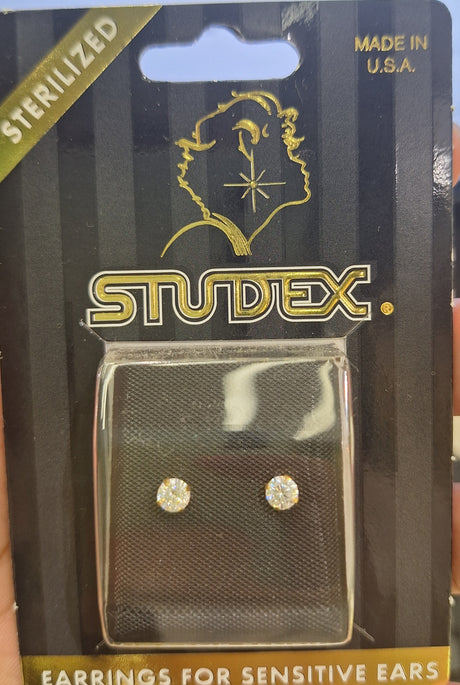 STERILIZED
MADE IN
U.S.A.
STUDEX®
EARRINGS FOR SENSITIVE EARS